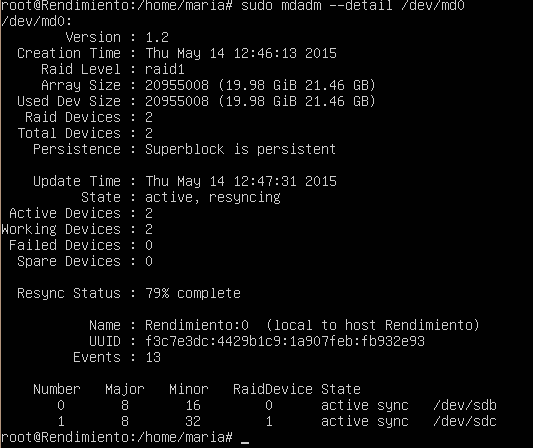 root@Rendimiento:/home/maria# sudo mdadm --detail /dev/md0
/dev/md0:
Version : 1.2
Creation Time : Thu May 14 12:46:13 2015
Raid Level : raid1
Array Size : 20955008 (19.98 GiB 21.46 GB)
Used Dev Size : 20955008 (19.98 GiB 21.46 GB)
Raid Devices : 2
Total Devices : 2
Persistence : Superblock is persistent
Update Time : Thu May 14 12:47:31 2015
State : active, resyncing
Active Devices : 2
Working Devices : 2
Failed Devices : 0
Spare Devices : 0
Resync Status : 79% complete
Name : Rendimiento:0  (local to host Rendimiento)
UUID : f3c7e3dc:4429b1c9:1a907feb:fb932e93
Events : 13
Number   Major   Minor   RaidDevice State
0       8       16        0      active sync   /dev/sdb
1       8       32        1      active sync   /dev/sdc
root@Rendimiento:/home/maria# _